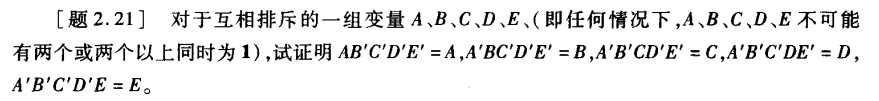 [题2.21] 对于互相排斥的一组变量 A、B、C、D、E、(即任何情况下,A、B、C、D、E 不可能
有两个或两个以上同时为 1),试证明 AB'C'D'E' = A,A'BC'D'E' = B,A'B'CD'E' = C,A'B'C'DE' = D,
A'B'C'D'E = E。